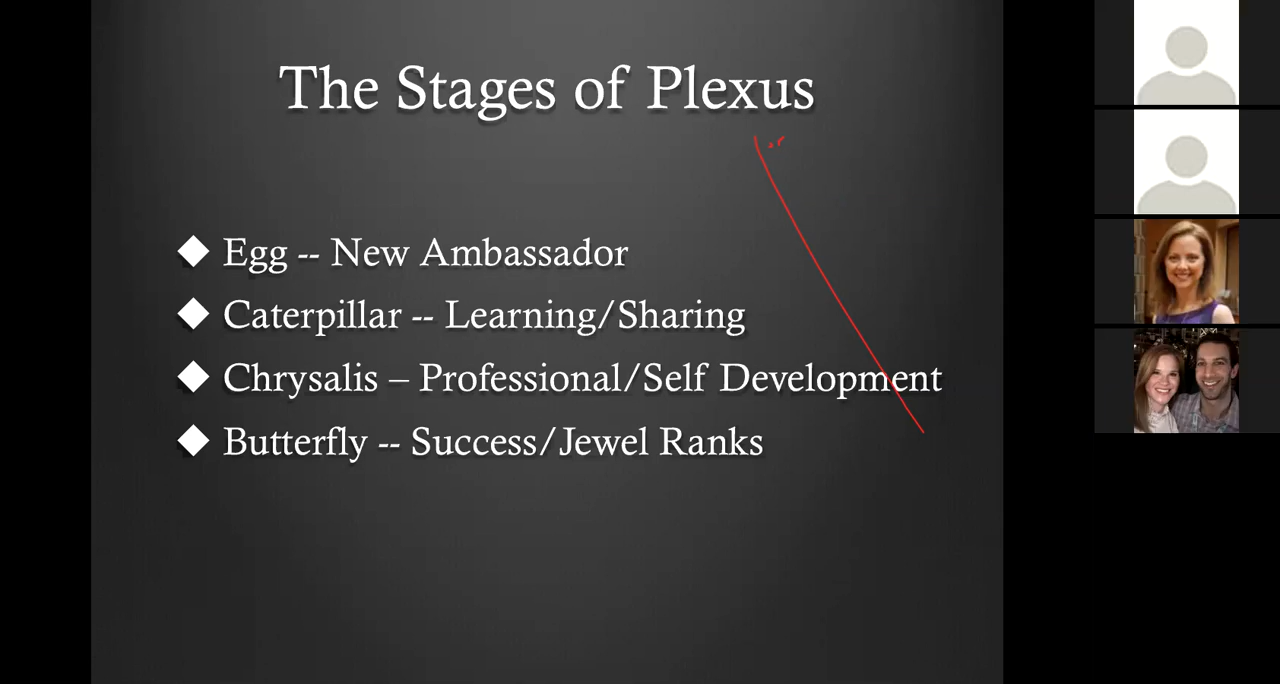 The Stages of Plexus
◆ Egg -- New Ambassador
◆ Caterpillar -- Learning/Sharing
◆ Chrysalis – Professional/Self Development
◆ Butterfly -- Success/Jewel Ranks